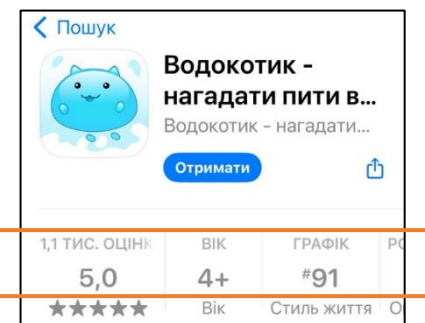 Пошук
Водокотик -
нагадати пити в...
Водокотик - нагадати...
Отримати
1,1 ТИС. ОЦІНК ВІК ГРАФІК
5,0 4+ #91
★★★★★ Вік Стиль життя